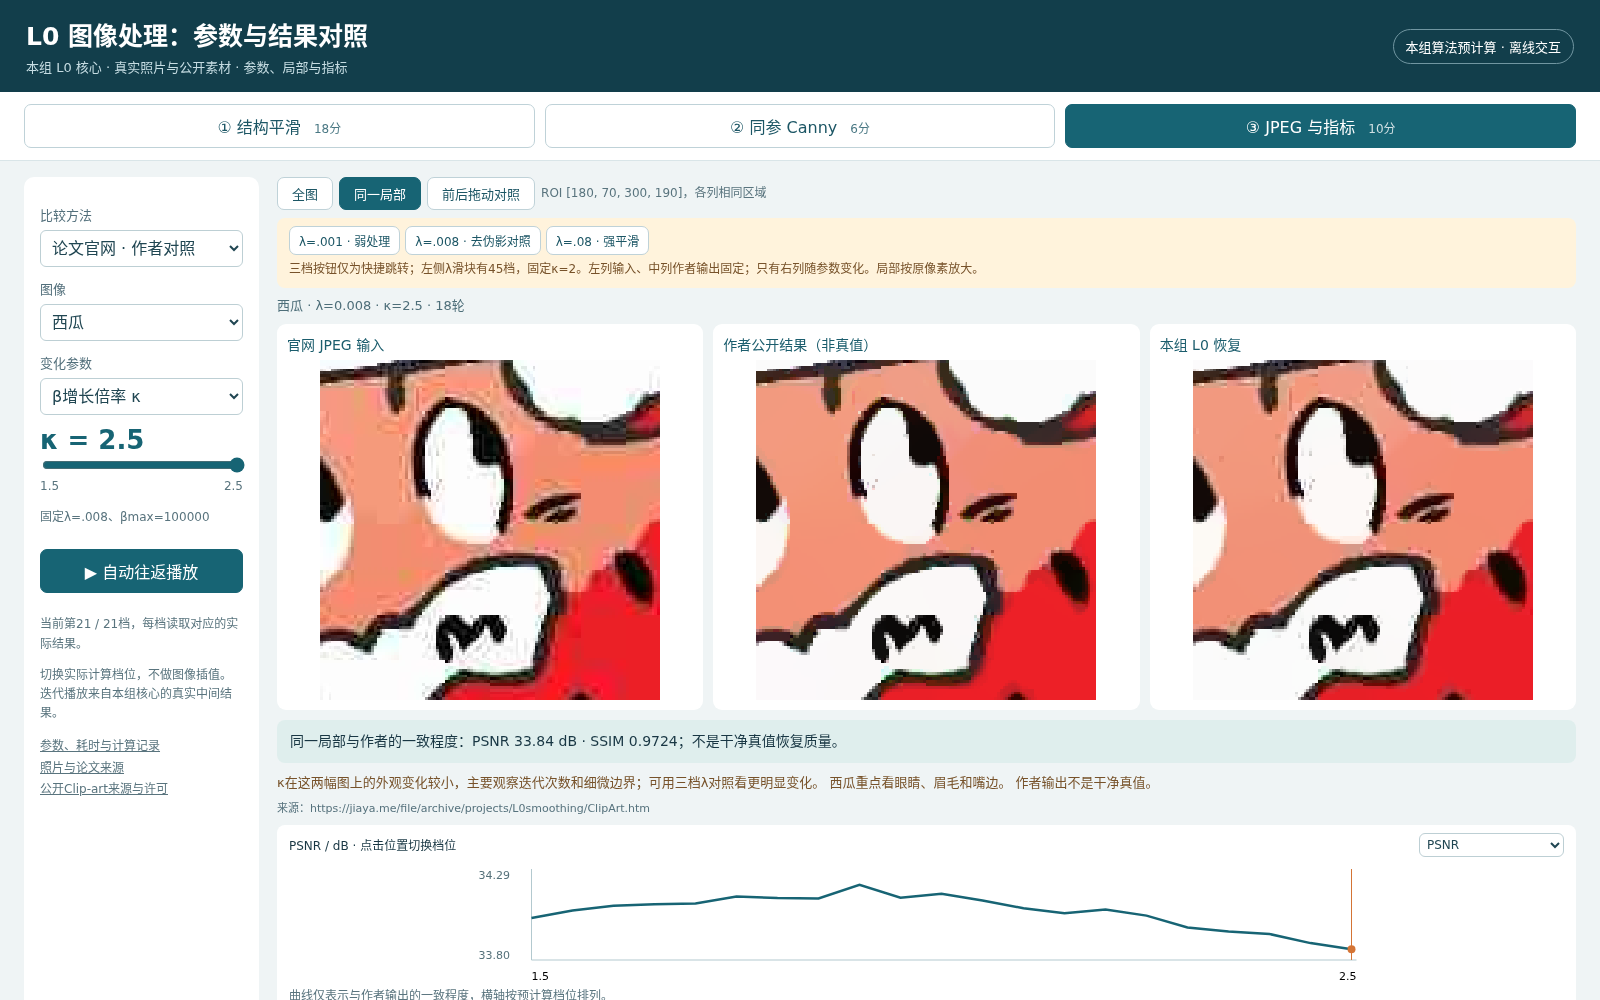 L0 图像处理：参数与结果对照
本组 L0 核心 · 真实照片与公开素材 · 参数、局部与指标
本组算法预计算 · 离线交互
① 结构平滑 18分
② 同参 Canny 6分
③ JPEG 与指标 10分
比较方法
论文官网 · 作者对照
图像
西瓜
变化参数
β增长倍率 κ
κ = 2.5
1.5 2.5
固定λ=.008、βmax=100000
▶ 自动往返播放
当前第21 / 21档，每档读取对应的实
际结果。
切换实际计算档位，不做图像插值。
迭代播放来自本组核心的真实中间结
果。
参数、耗时与计算记录
照片与论文来源
公开Clip-art来源与许可
全图 同一局部 前后拖动对照 ROI [180, 70, 300, 190]，各列相同区域
λ=.001 · 弱处理 λ=.008 · 去伪影对照 λ=.08 · 强平滑
三档按钮仅为快捷跳转；左侧λ滑块有45档，固定κ=2。左列输入、中列作者输出固定；只有右列随参数变化。局部按原像素放大。
西瓜 · λ=0.008 · κ=2.5 · 18轮
官网 JPEG 输入
作者公开结果（非真值）
本组 L0 恢复
同一局部与作者的一致程度：PSNR 33.84 dB · SSIM 0.9724；不是干净真值恢复质量。
κ在这两幅图上的外观变化较小，主要观察迭代次数和细微边界；可用三档λ对照看更明显变化。 西瓜重点看眼睛、眉毛和嘴边。 作者输出不是干净真值。
来源：https://jiaya.me/file/archive/projects/L0smoothing/ClipArt.htm
PSNR / dB · 点击位置切换档位
PSNR
34.29
33.80
1.5 2.5
曲线仅表示与作者输出的一致程度，横轴按预计算档位排列。